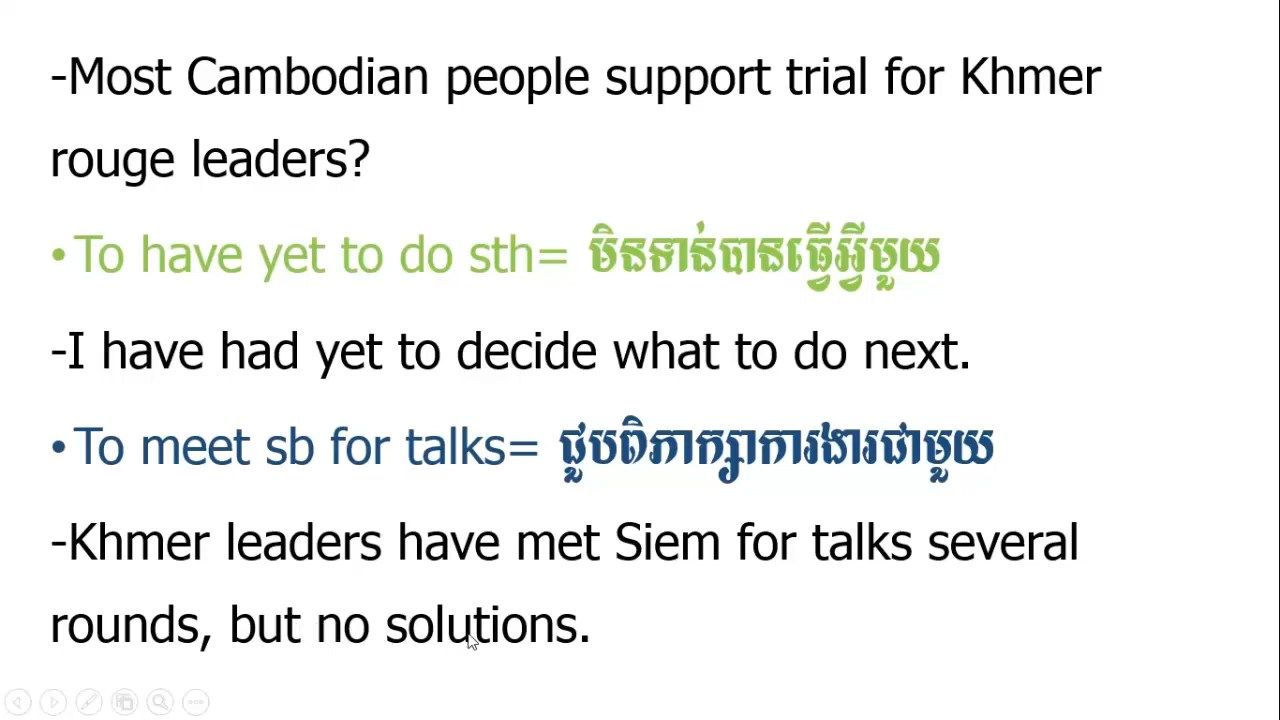 -Most Cambodian people support trial for Khmer
rouge leaders?
•To have yet to do sth= មិនទាន់បានធ្វើអ្វីមួយ
-I have had yet to decide what to do next.
•To meet sb for talks= ជួបពិភាក្សាការងារជាមួយ
-Khmer leaders have met Siem for talks several
rounds, but no solutions.